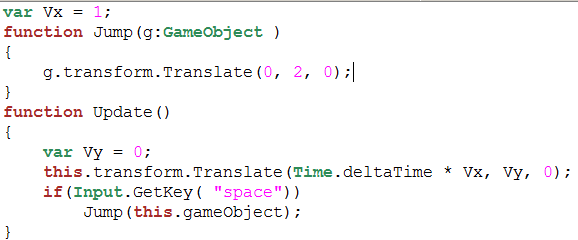 var Vx = 1;
function Jump(g:GameObject )
{
    g.transform.Translate(0, 2, 0);
}
function Update()
{
    var Vy = 0;
    this.transform.Translate(Time.deltaTime * Vx, Vy, 0);
    if(Input.GetKey( "space"))
        Jump(this.gameObject);
}